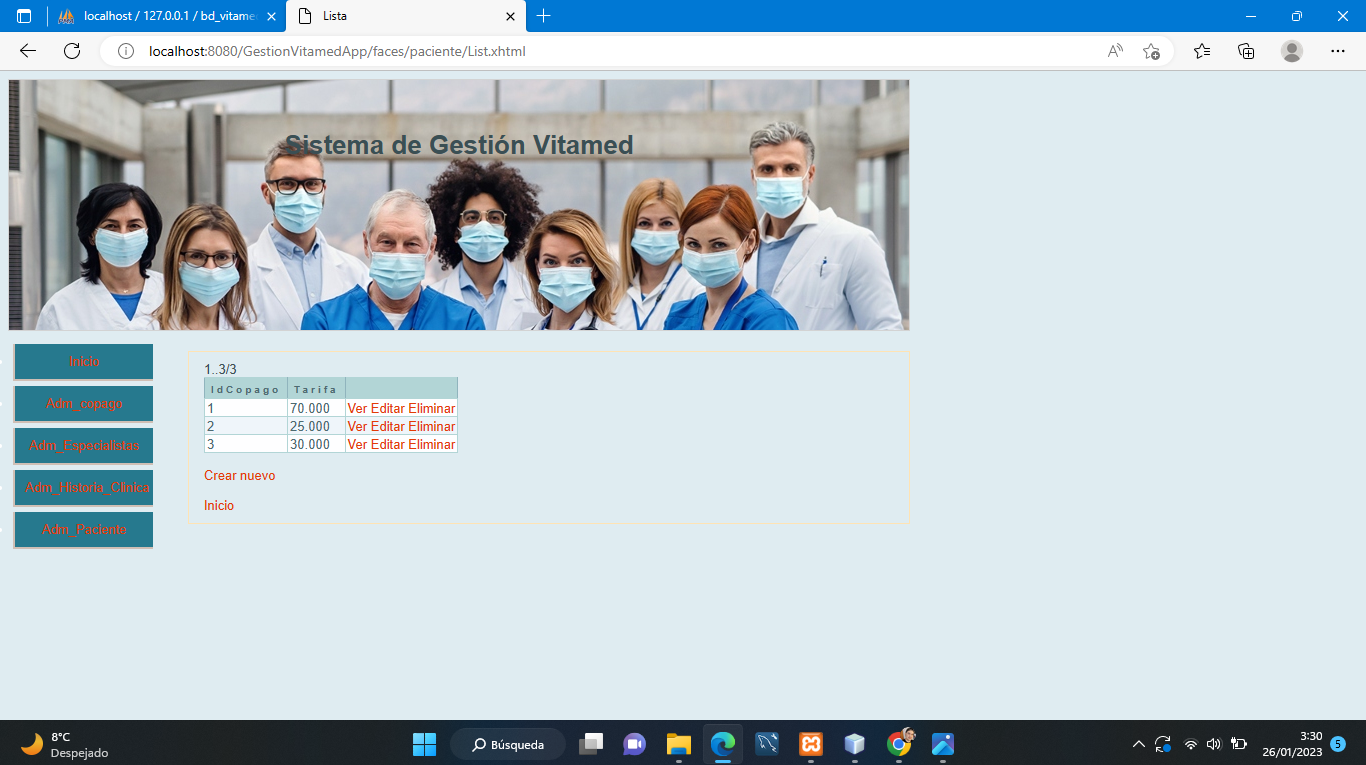 localhost / 127.0.0.1 / bd_vitame
Lista
localhost:8080/GestionVitamedApp/faces/paciente/List.xhtml
Sistema de Gestión Vitamed
Inicio
Adm_copago
Adm_Especialistas
Adm_Historia_Clinica
Adm_Paciente
1..3/3
IdCopago Tarifa
1 70.000 Ver Editar Eliminar
2 25.000 Ver Editar Eliminar
3 30.000 Ver Editar Eliminar
Crear nuevo
Inicio
8°C
Despejado
Búsqueda
3:30
26/01/2023
5